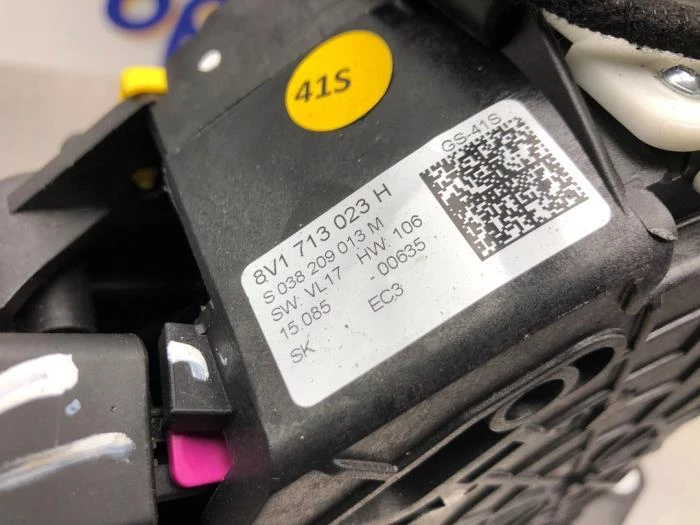 41S
GS-41S
8V1 713 023 H
S 038 209 013 M
SW: VL17 HW: 106
15.085 -00635
SK EC3